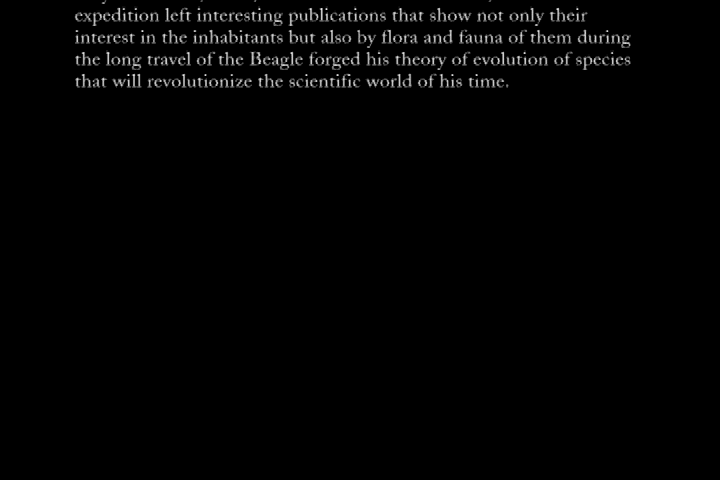 expedition left interesting publications that show not only their
interest in the inhabitants but also by flora and fauna of them during
the long travel of the Beagle forged his theory of evolution of species
that will revolutionize the scientific world of his time.